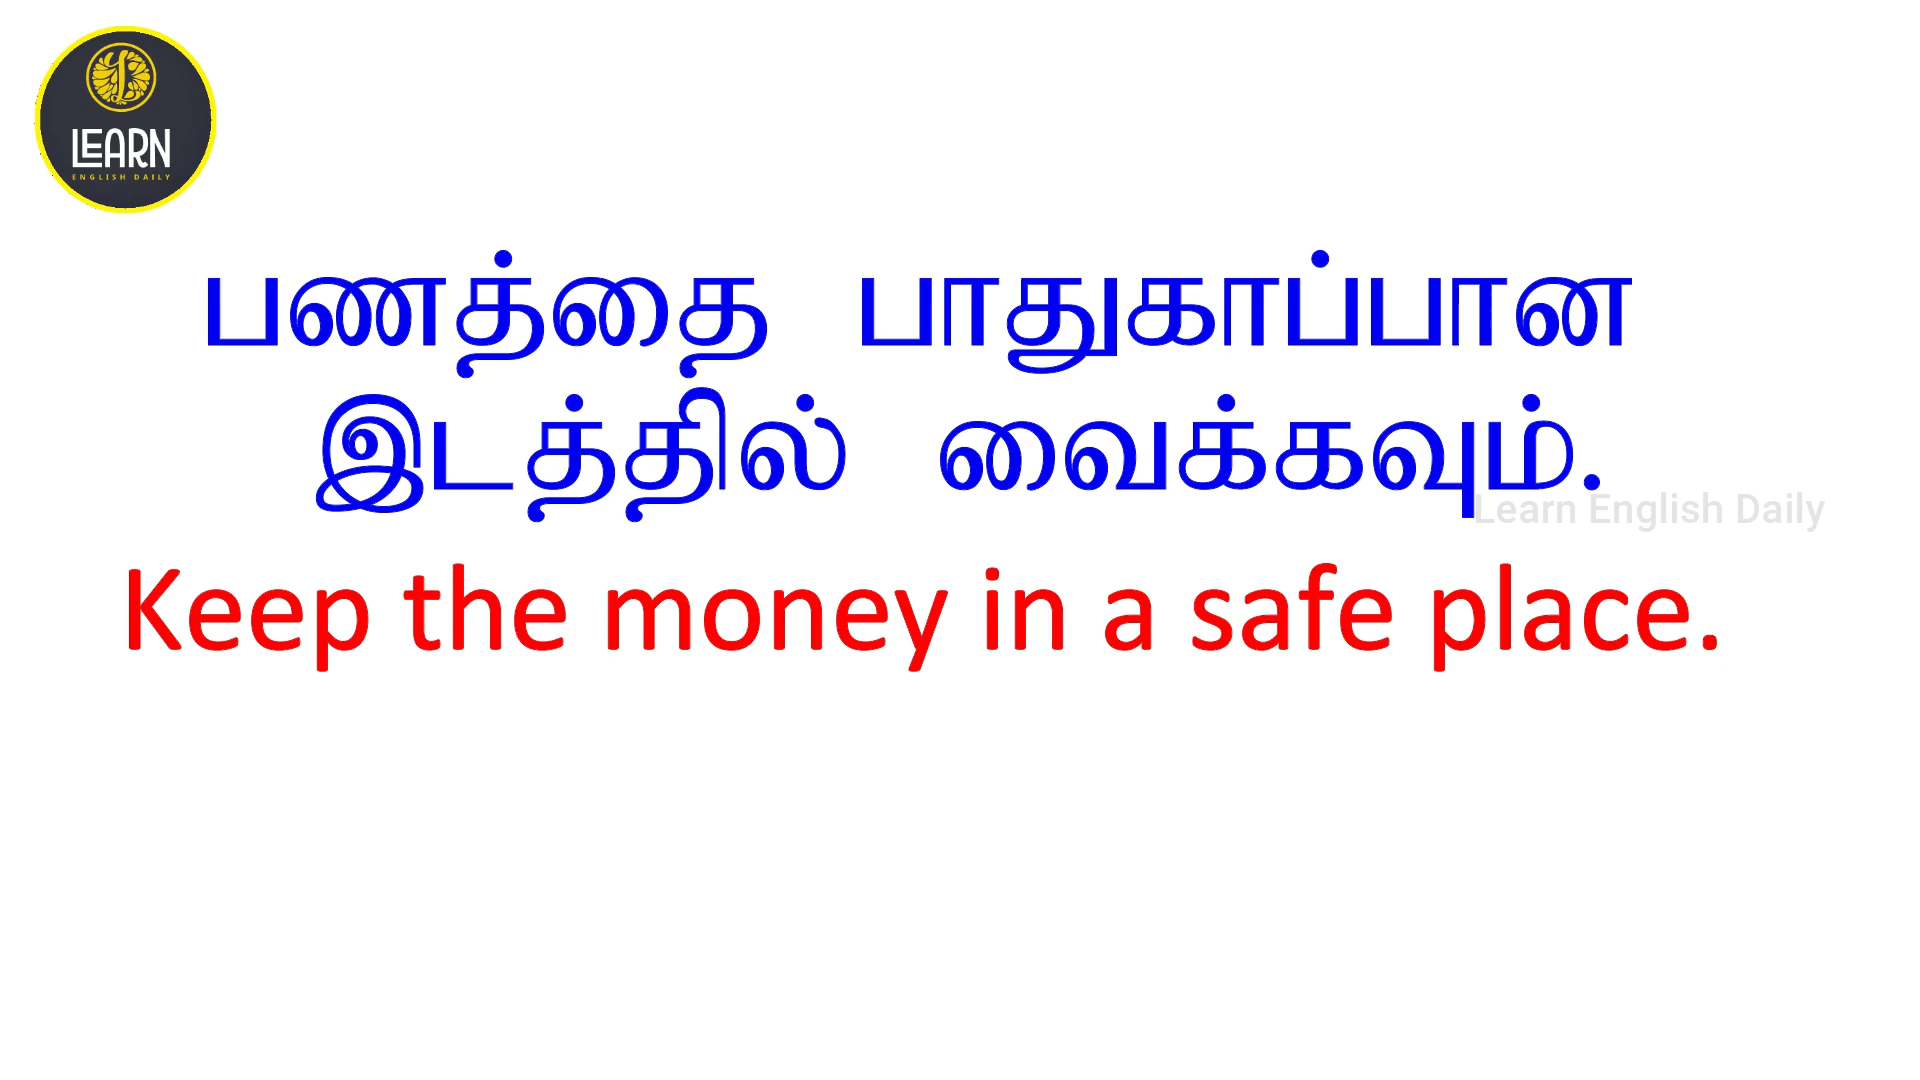 LEARN
ENGLISH DAILY
பணத்தை பாதுகாப்பான
இடத்தில் வைக்கவும்.
Learn English Daily
Keep the money in a safe place.